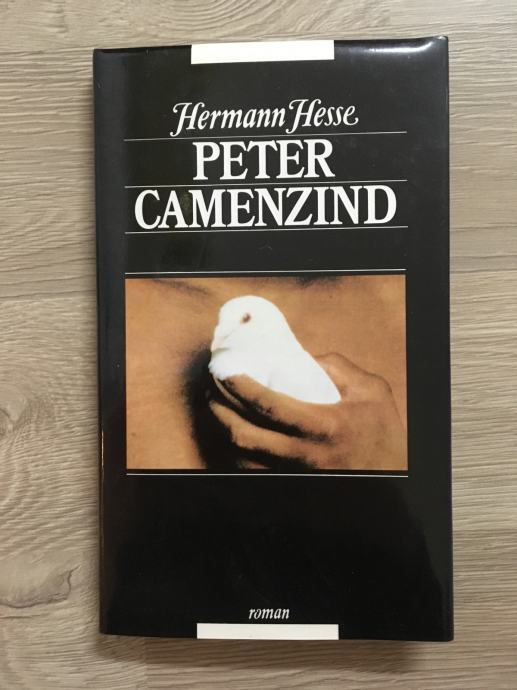 Hermann Hesse
PETER
CAMENZIND
roman